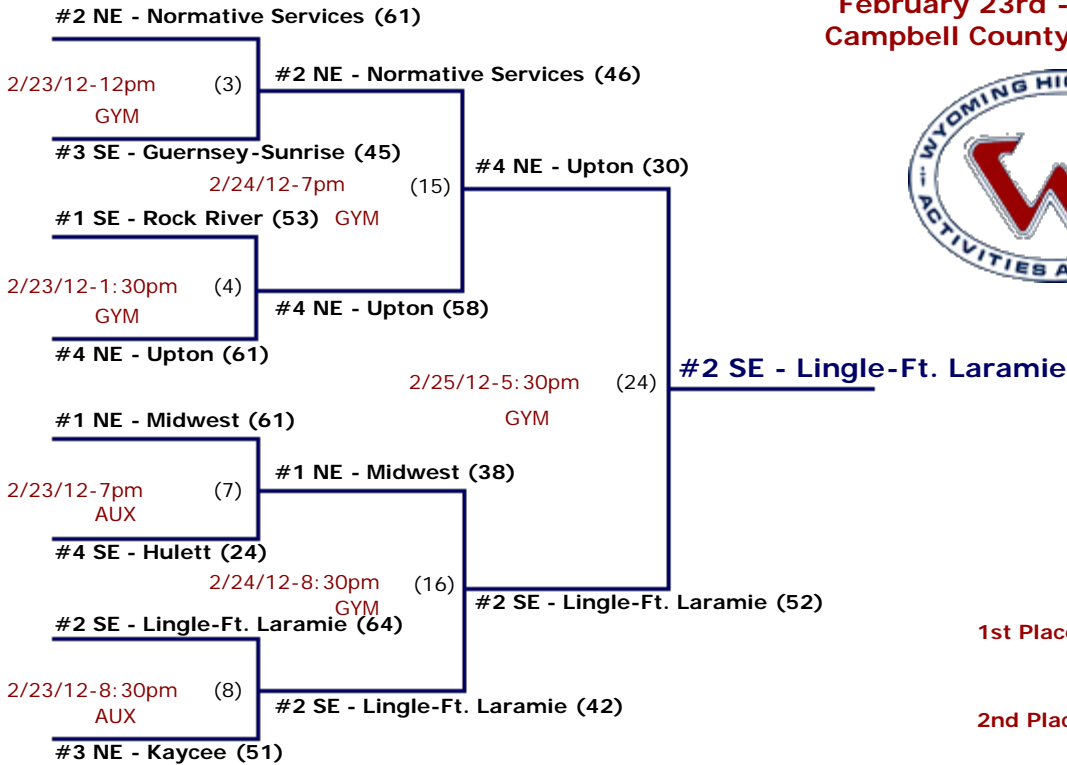 February 23rd -
Campbell County
#2 NE - Normative Services (61)
2/23/12-12pm (3)
GYM
#2 NE - Normative Services (46)
#3 SE - Guernsey-Sunrise (45)
2/24/12-7pm (15)
GYM
#4 NE - Upton (30)
#1 SE - Rock River (53)
2/23/12-1:30pm (4)
GYM
#4 NE - Upton (58)
#4 NE - Upton (61)
2/25/12-5:30pm (24)
GYM
#2 SE - Lingle-Ft. Laramie
#1 NE - Midwest (61)
2/23/12-7pm (7)
AUX
#1 NE - Midwest (38)
#4 SE - Hulett (24)
2/24/12-8:30pm (16)
GYM
#2 SE - Lingle-Ft. Laramie (52)
#2 SE - Lingle-Ft. Laramie (64)
2/23/12-8:30pm (8)
AUX
#2 SE - Lingle-Ft. Laramie (42)
#3 NE - Kaycee (51)
WYOMING HI
W
ACTIVITIES A
1st Plac
2nd Plac